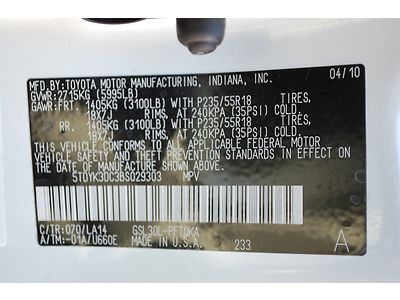 MFD.BY:TOYOTA MOTOR MANUFACTURING, INDIANA, INC.
04/10
GVWR:2715KG (5995LB)
GAWR:FRT. 1405KG (3100LB) WITH P235/55R18 TIRES,
18X7J RIMS, AT 240KPA (35PSI) COLD
RR. 1405KG (3100LB) WITH P235/55R18 TIRES,
18X7J RIMS, AT 240KPA (35PSI) COLD
THIS VEHICLE CONFORMS TO ALL APPLICABLE FEDERAL MOTOR
VEHICLE SAFETY AND THEFT PREVENTION STANDARDS IN EFFECT ON
THE DATE OF MANUFACTURE SHOWN ABOVE.
5TDYK3DC3BS029303 MPV
C/TR:070/LA14 GSL30L-PFTQKA
A/TM:-01A/U660E MADE IN U.S.A. 233 A